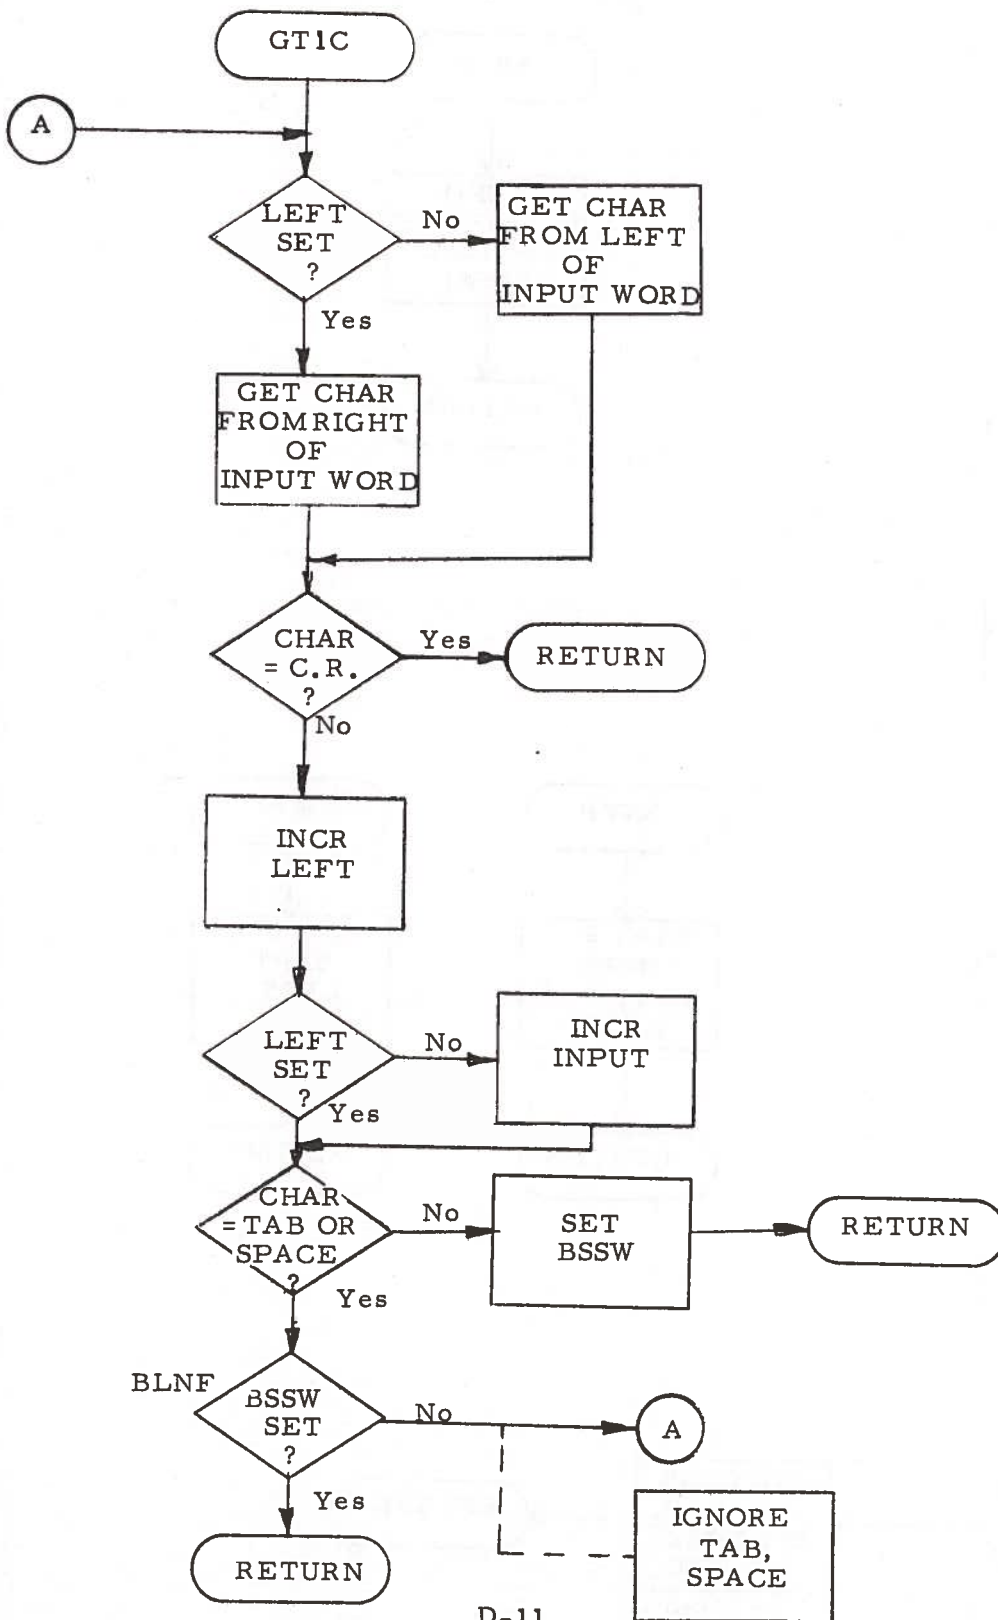 GT1C
A
LEFT
SET
?
No
GET CHAR
FROM LEFT
OF
INPUT WORD
Yes
GET CHAR
FROMRIGHT
OF
INPUT WORD
CHAR
= C.R.
?
Yes
RETURN
No
INCR
LEFT
LEFT
SET
?
No
INCR
INPUT
Yes
CHAR
=TAB OR
SPACE
?
No
SET
BSSW
RETURN
Yes
BLNF
BSSW
SET
?
No
A
Yes
RETURN
IGNORE
TAB,
SPACE
D-11